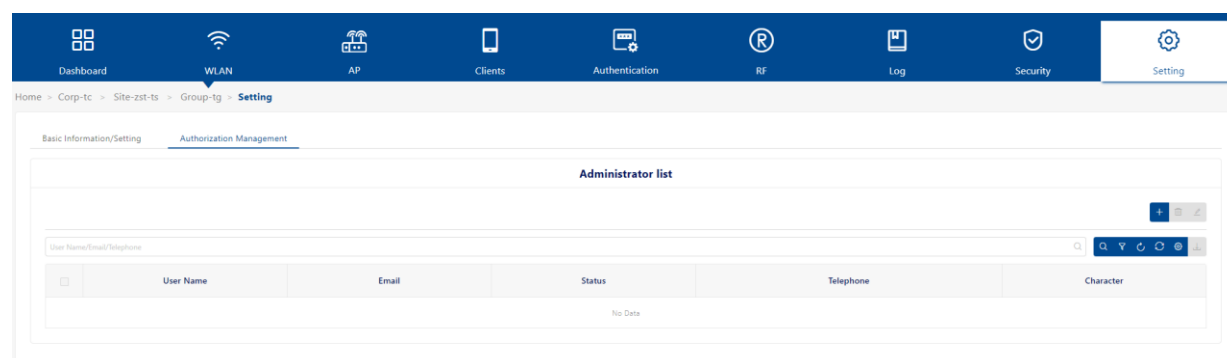 Dashboard WLAN AP Clients Authentication RF Log Security Setting
Home > Corp-tc > Site-zst-ts > Group-tg > Setting
Basic Information/Setting Authorization Management
Administrator list
User Name/Email/Telephone
User Name Email Status Telephone Character
No Data